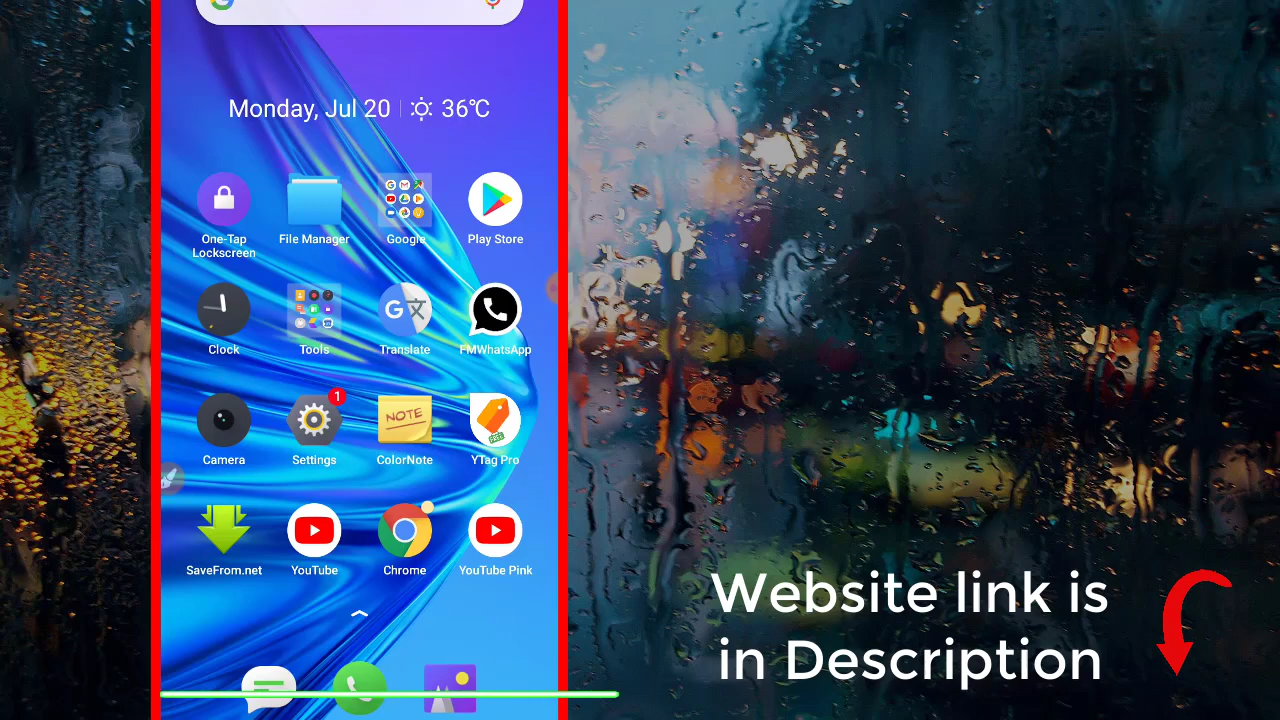 Monday, Jul 20 36℃
One-Tap Lockscreen
File Manager
Google
Play Store
Clock
Tools
Translate
FMWhatsApp
1
NOTE
FREE
Camera
Settings
ColorNote
YTag Pro
SaveFrom.net
YouTube
Chrome
YouTube Pink
Website link is
in Description